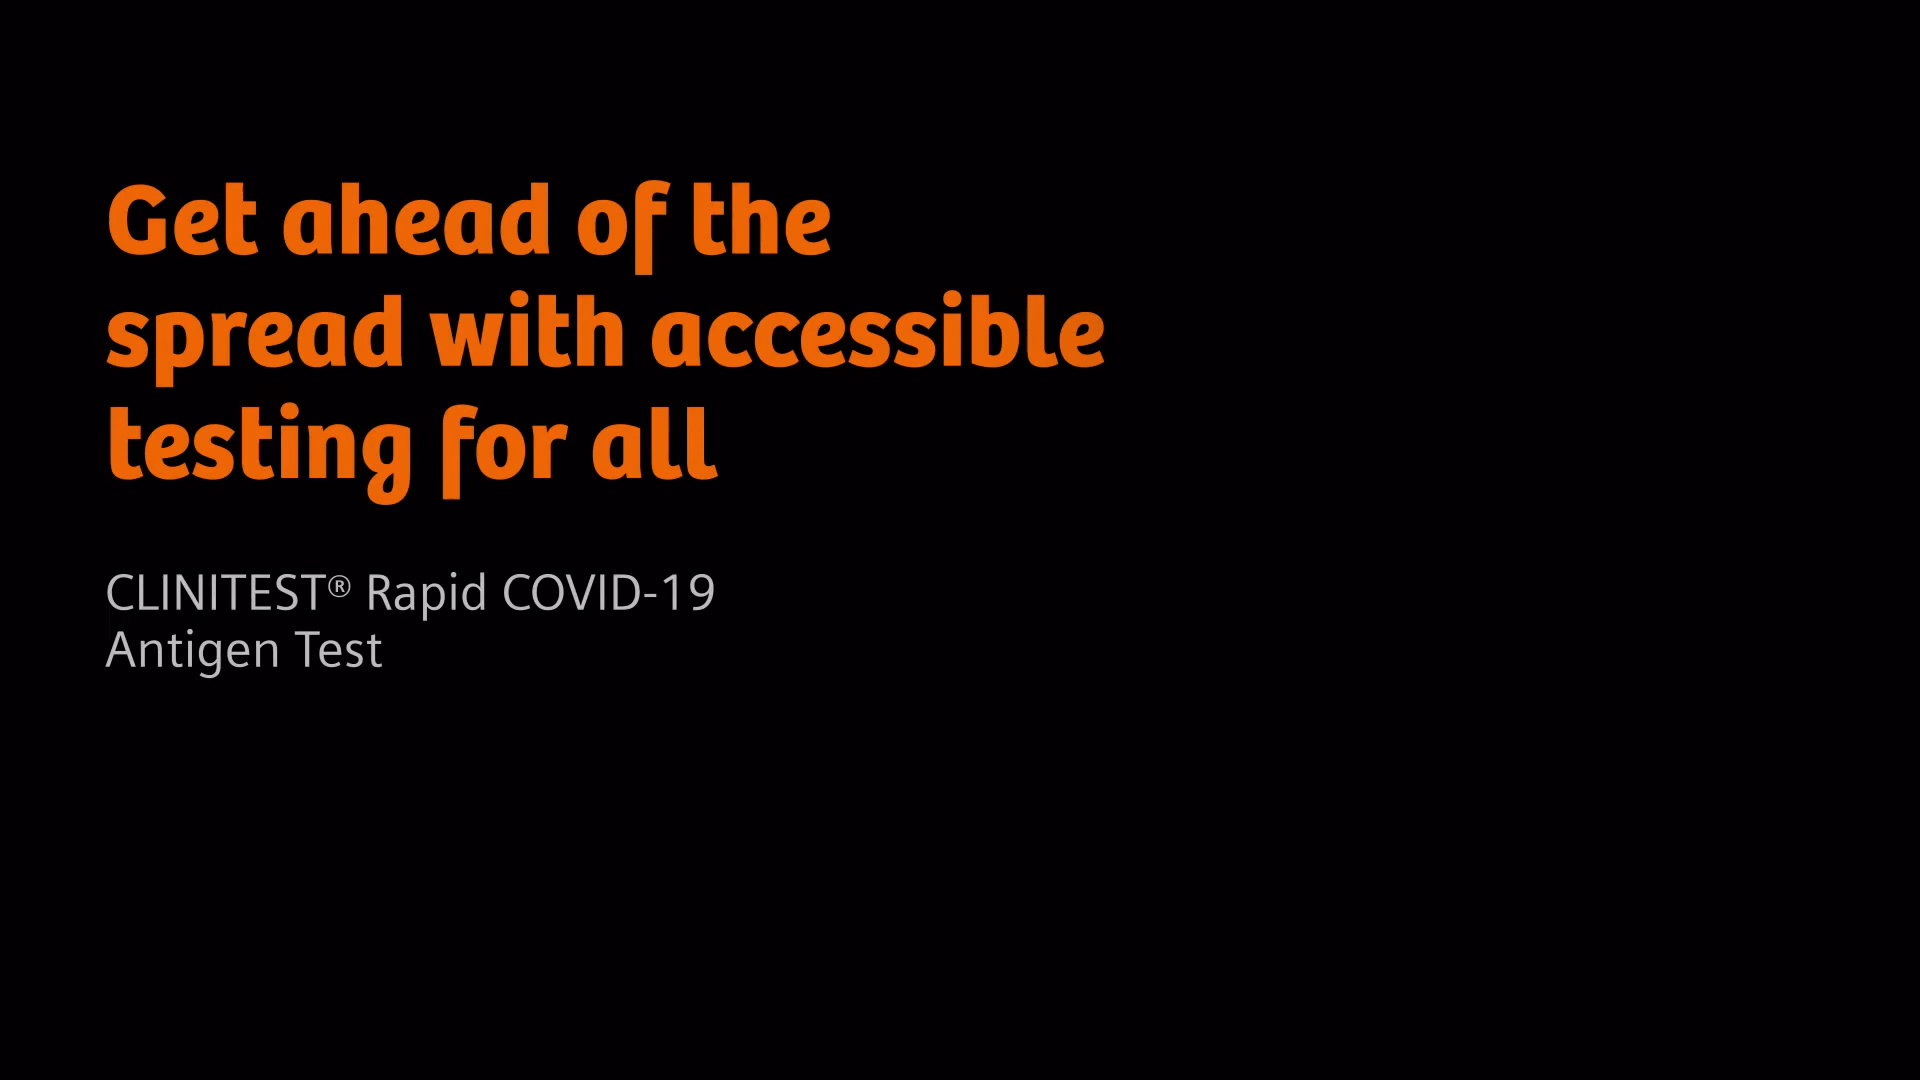 Get ahead of the
spread with accessible
testing for all
CLINITEST® Rapid COVID-19
Antigen Test